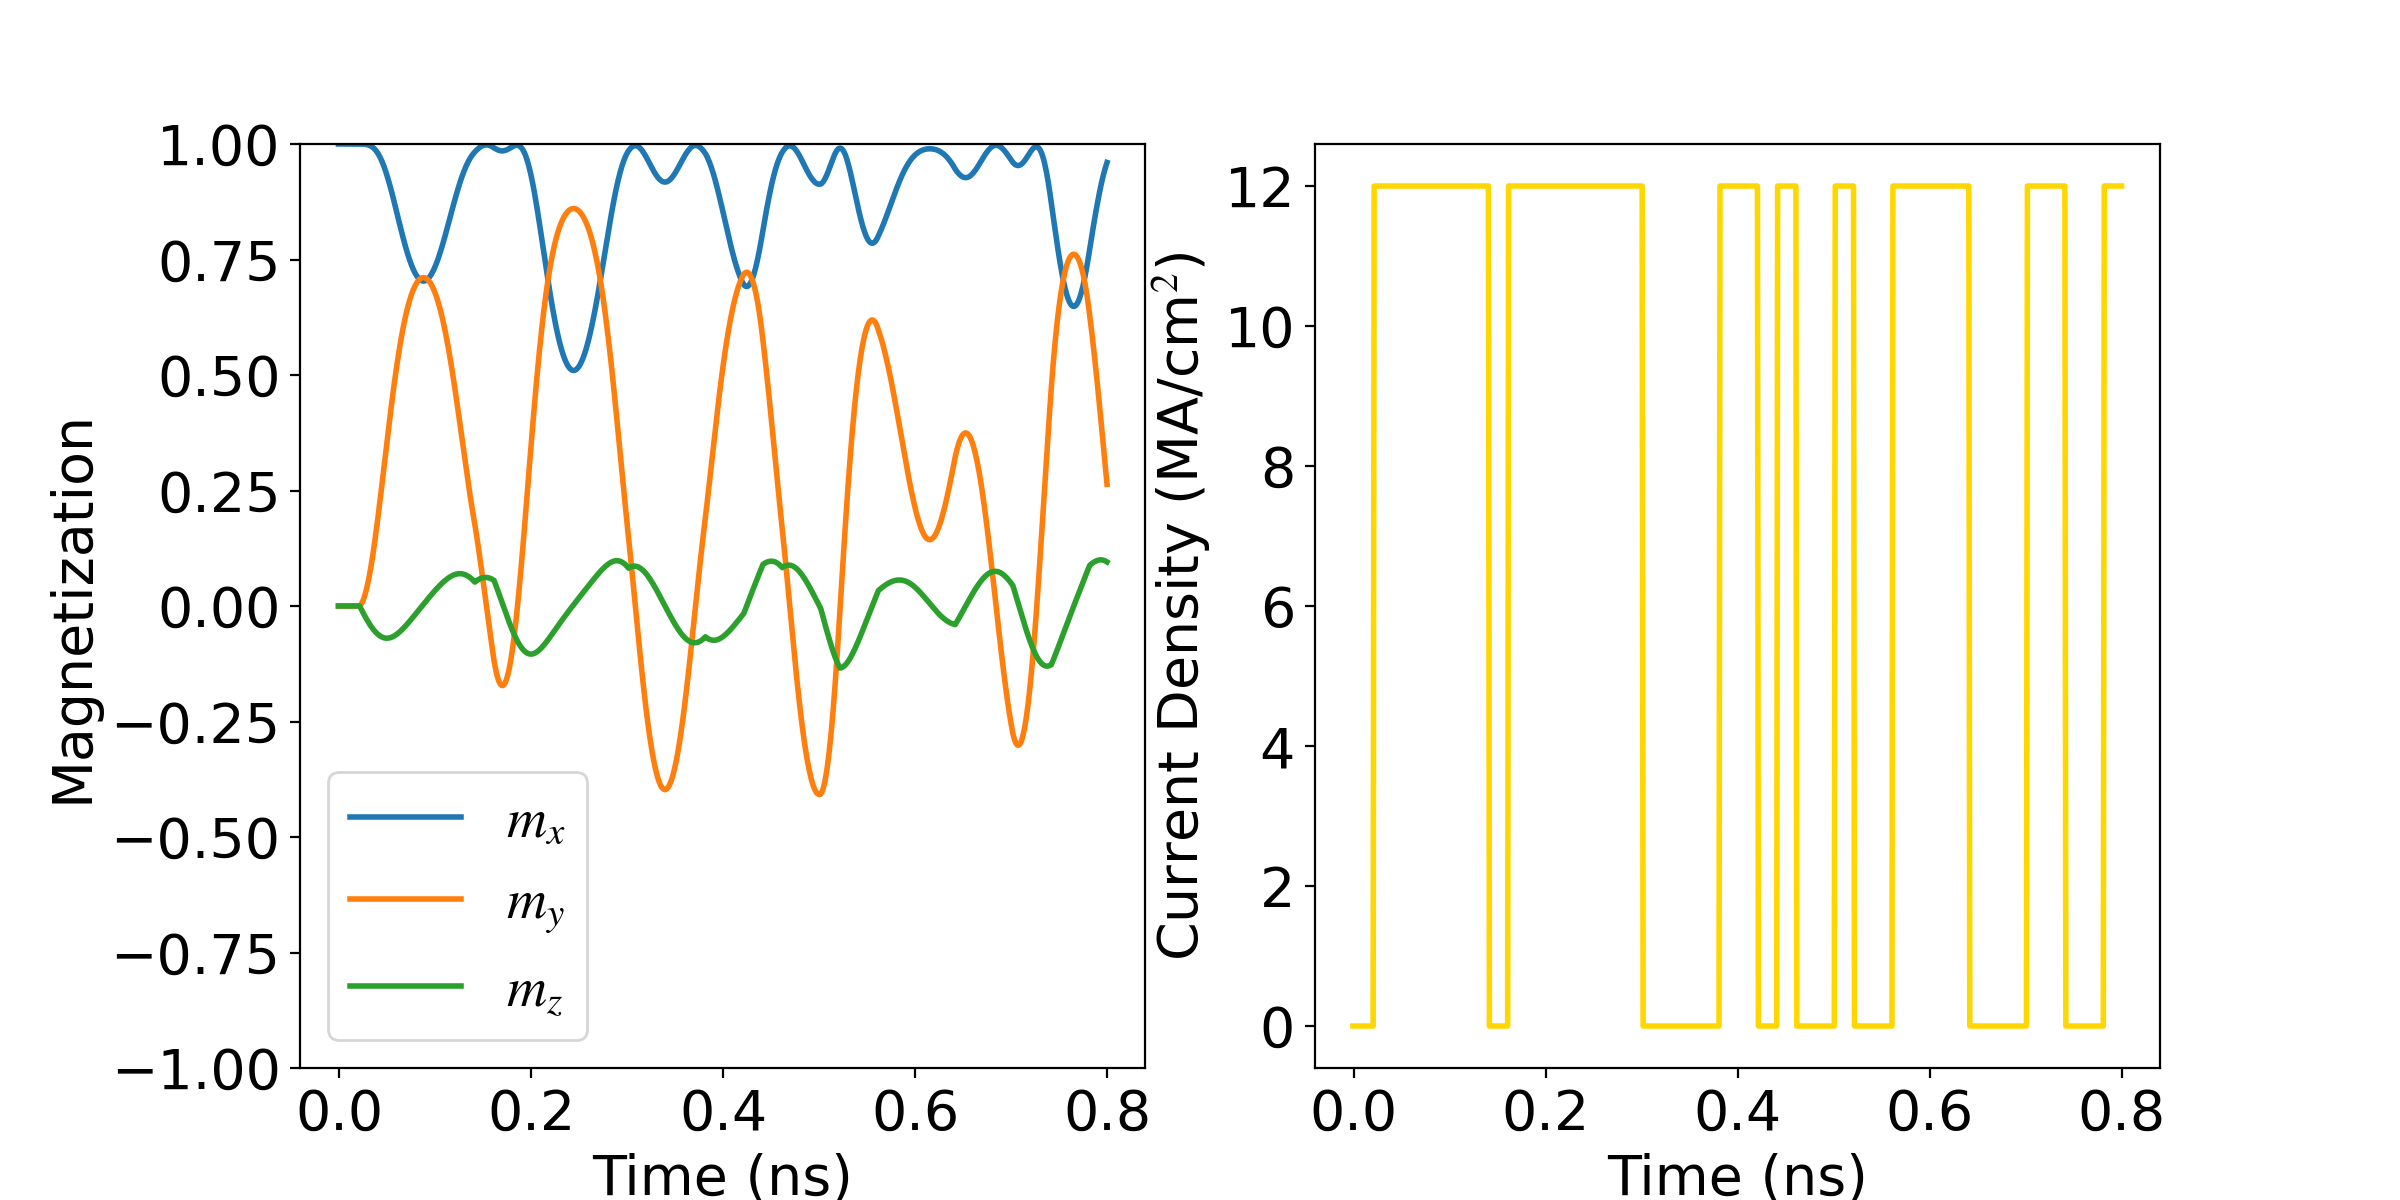 Magnetization
1.00
0.75
0.50
0.25
0.00
−0.25
−0.50
−0.75
−1.00
m_x
m_y
m_z
0.0 0.2 0.4 0.6 0.8
Time (ns)
Current Density (MA/cm²)
12
10
8
6
4
2
0
0.0 0.2 0.4 0.6 0.8
Time (ns)